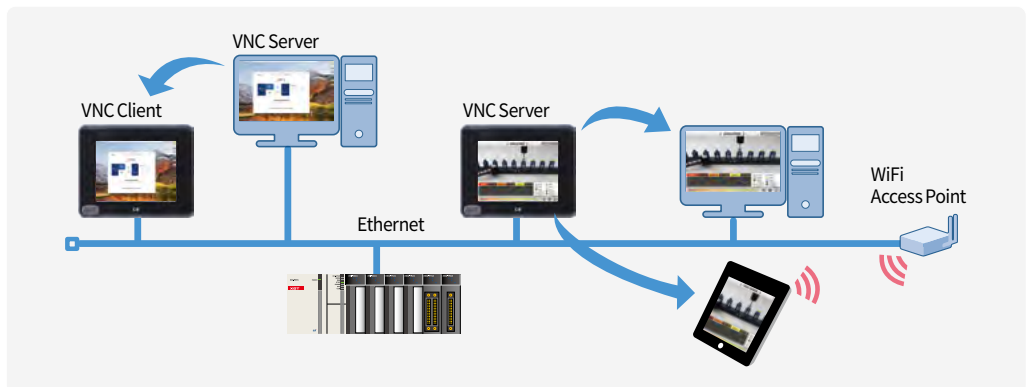 VNC Server
VNC Client
VNC Server
WiFi
Access Point
Ethernet